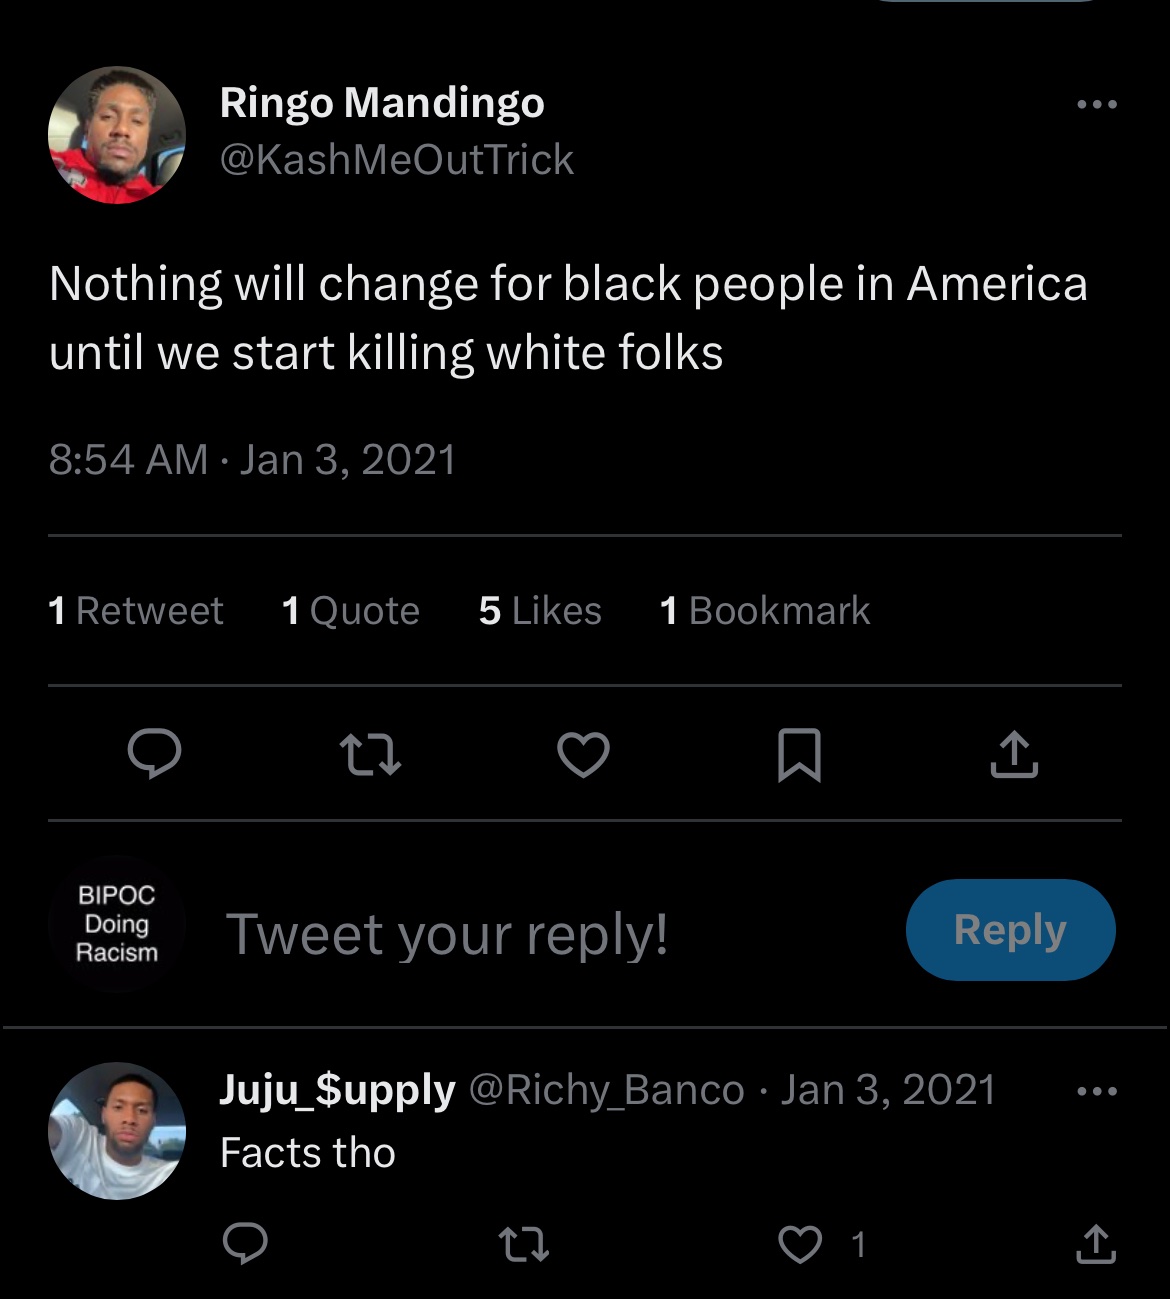 Ringo Mandingo
@KashMeOutTrick
Nothing will change for black people in America
until we start killing white folks
8:54 AM · Jan 3, 2021
1 Retweet 1 Quote 5 Likes 1 Bookmark
BIPOC
Doing
Racism
Tweet your reply!
Reply
Juju_$upply @Richy_Banco · Jan 3, 2021
Facts tho
1